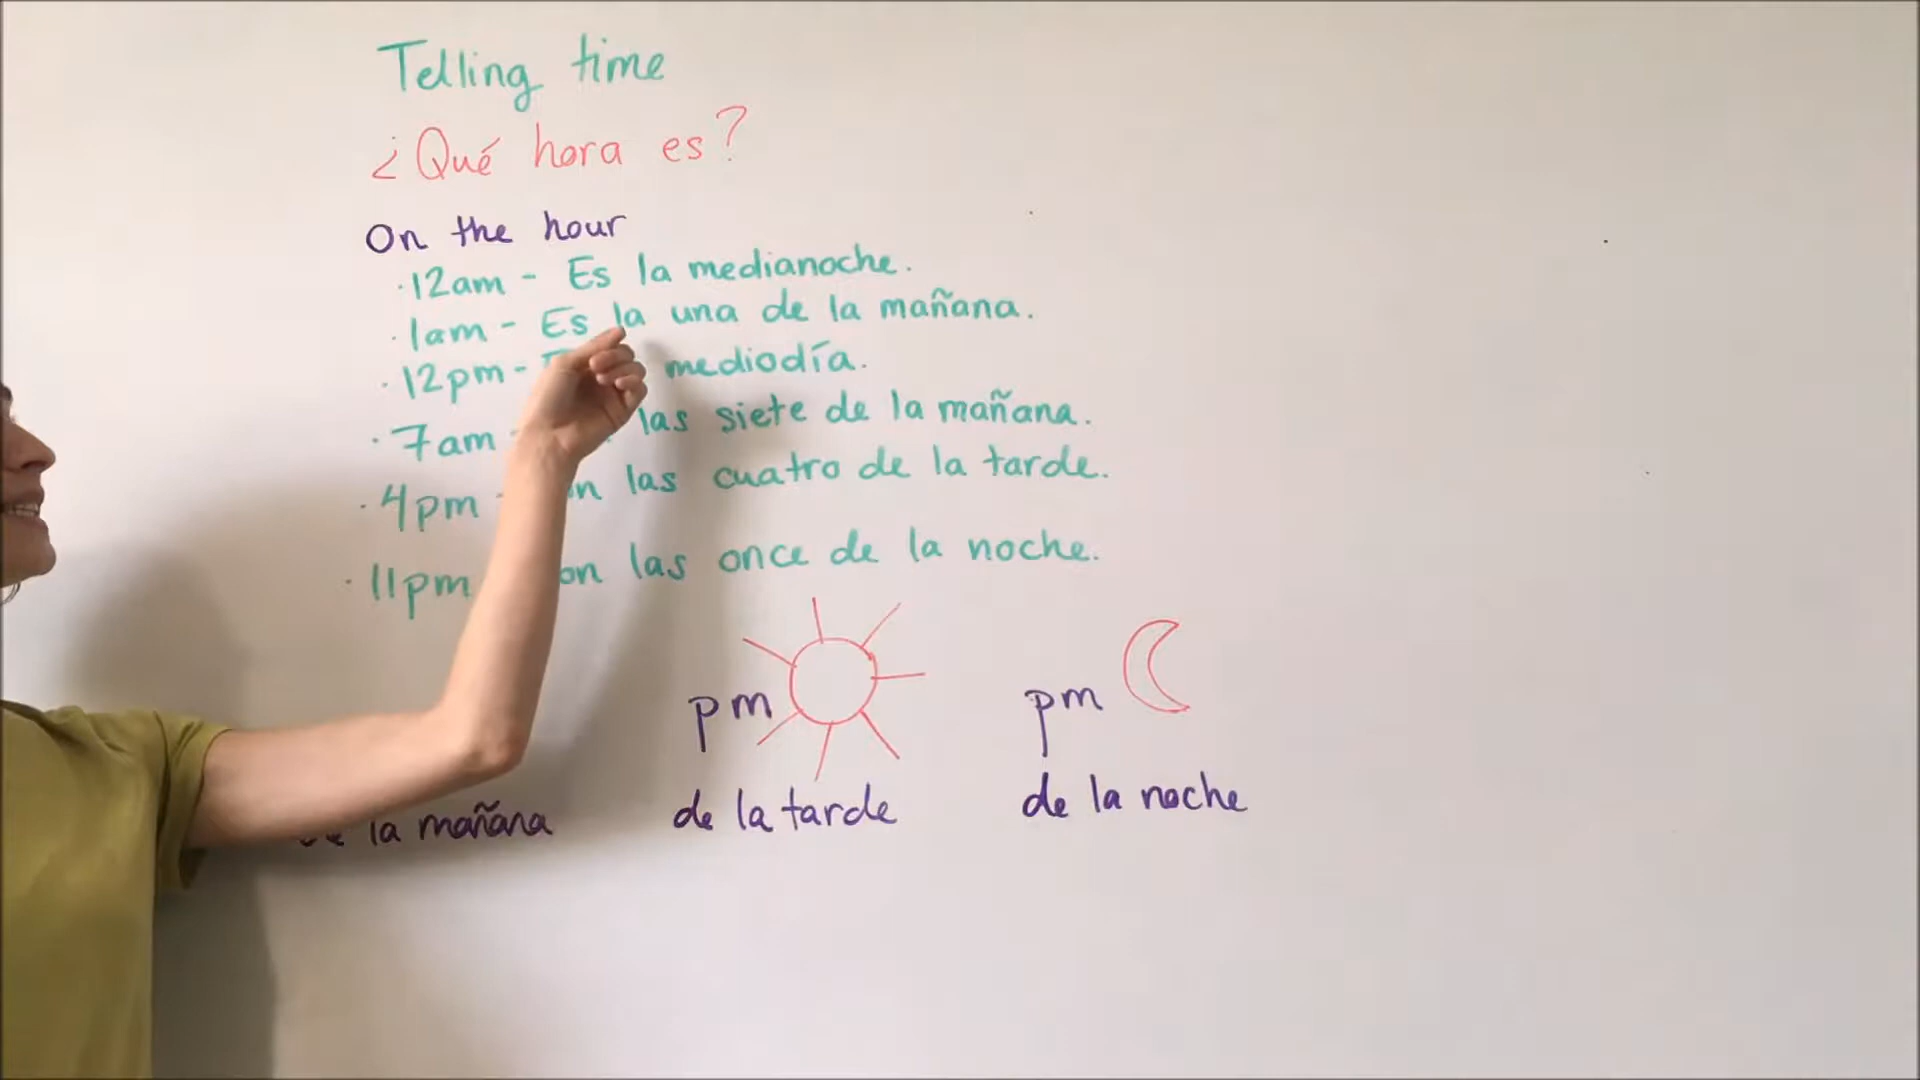 Telling time
¿Qué hora es?
On the hour
·12am - Es la medianoche.
·1am - Es la una de la mañana.
·12pm - mediodía.
·7am - las siete de la mañana.
·4pm - las cuatro de la tarde.
·11pm las once de la noche.
pm pm
la mañana de la tarde de la noche